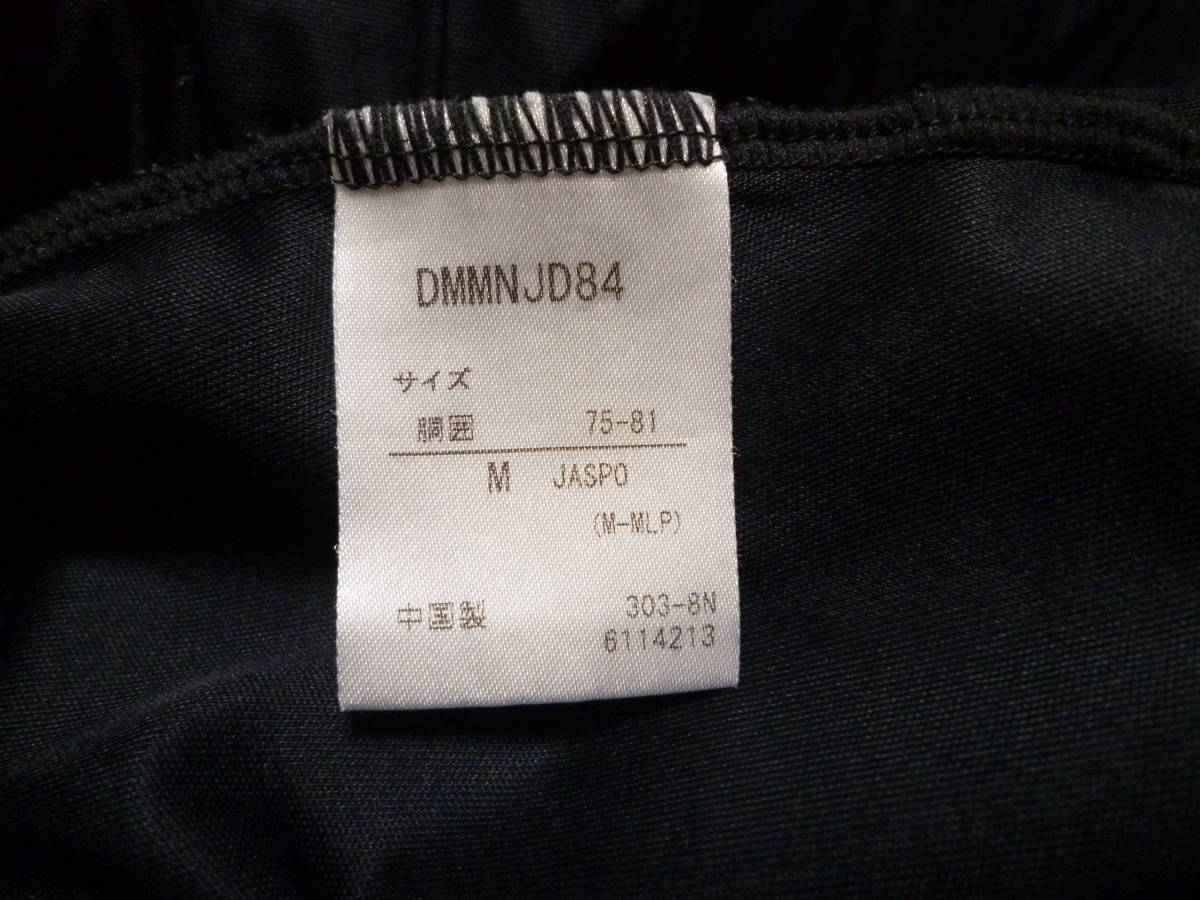 DMMNJD84
サイズ
胴囲 75-81
M JASPO
(M-MLP)
中国製 303-8N
6114213